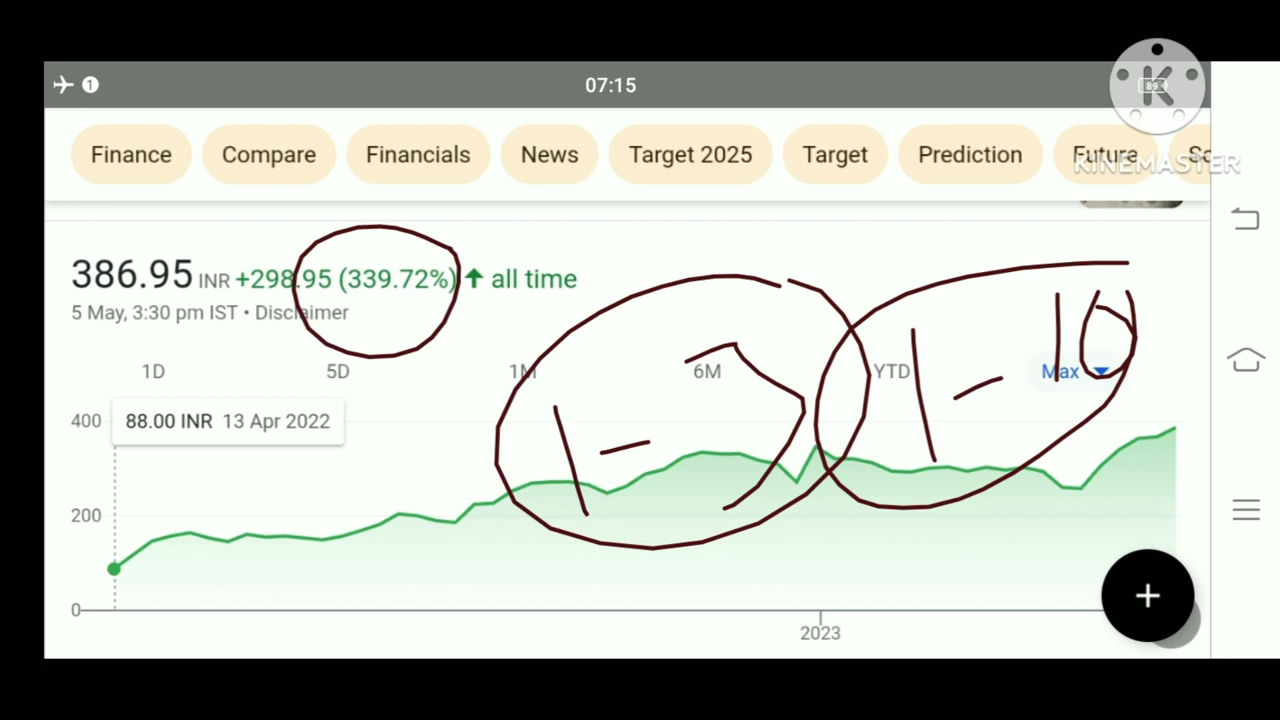 07:15
89
Finance Compare Financials News Target 2025 Target Prediction Future Sc
KINEMASTER
386.95 INR +298.95 (339.72%) ↑ all time
5 May, 3:30 pm IST • Disclaimer
1D 5D 1M 6M YTD Max
88.00 INR 13 Apr 2022
400
200
0
2023
1 - 10